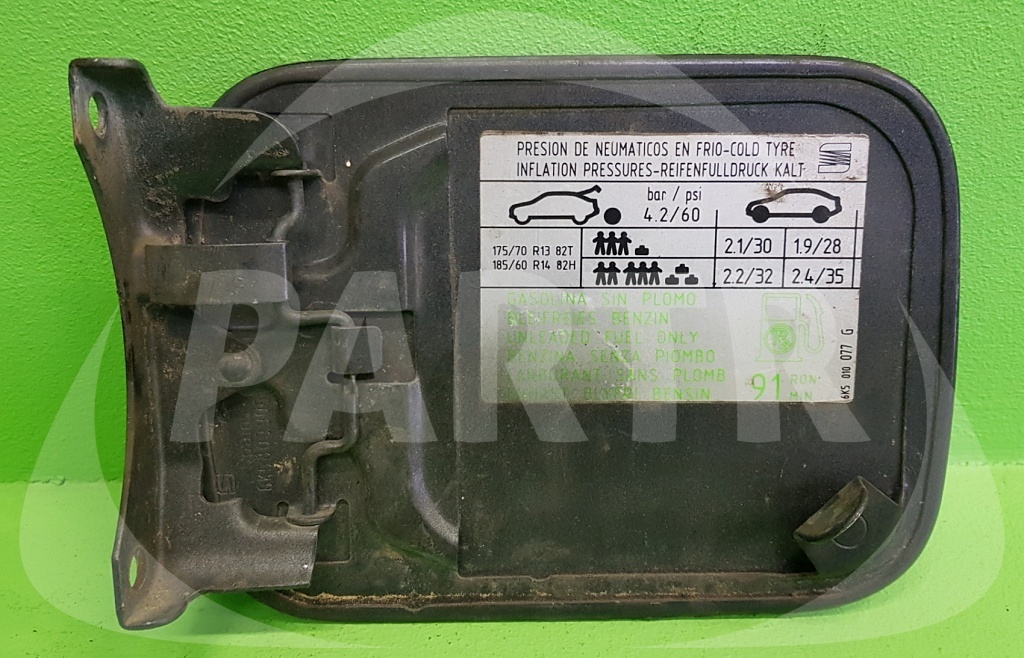 PRESION DE NEUMATICOS EN FRIO-COLD TYRE
INFLATION PRESSURES-REIFENFULLDRUCK KALT
bar / psi
4.2/60
175/70 R13 82T
185/60 R14 82H
2.1/30 1.9/28
2.2/32 2.4/35
GASOLINA SIN PLOMO
BLEIFREIES BENZIN
UNLEADED FUEL ONLY
BENZINA SENZA PIOMBO
SANS PLOMB
BENSIN
91 RON
MIN
6K5 010 077 G
PARTR